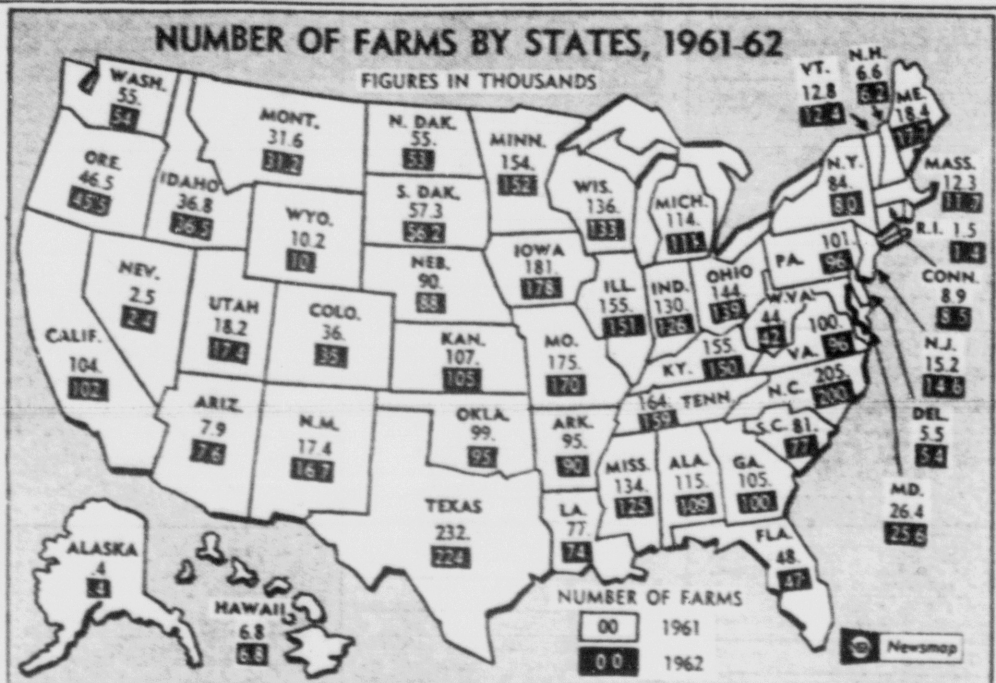 NUMBER OF FARMS BY STATES, 1961-62
FIGURES IN THOUSANDS
WASH.
55.
54
ORE.
46.5
45.5
IDAHO
36.8
36.5
MONT.
31.6
31.2
WYO.
10.2
10
NEV.
2.5
2.4
UTAH
18.2
17.4
COLO.
36.
35
CALIF.
104.
102
ARIZ.
7.9
7.6
N.M.
17.4
16.7
N. DAK.
55.
53
S. DAK.
57.3
56.2
NEB.
90.
88
KAN.
107.
105
OKLA.
99.
95
TEXAS
232.
224
MINN.
154.
152
IOWA
181.
178
MO.
175.
170
ARK.
95.
90
LA.
77.
74
WIS.
136.
133
ILL.
155.
151
MICH.
114.
IND.
130.
126
OHIO
144.
139
KY.
155.
150
164. TENN.
159
MISS.
134.
125
ALA.
115.
109
GA.
105.
100
FLA.
48.
47
S.C. 81.
77
N.C.
205.
200
VA.
100.
96
W.VA.
44.
42
PA.
101.
96
N.Y.
84.
80
VT.
12.8
12.4
N.H.
6.6
6.2
ME.
18.4
MASS.
12.3
11.7
R.I. 1.5
1.4
CONN.
8.9
8.5
N.J.
15.2
14.6
DEL.
5.5
5.4
MD.
26.4
25.6
ALASKA
.4
.4
HAWAII
6.8
6.8
NUMBER OF FARMS
00 1961
00 1962
Newsmap